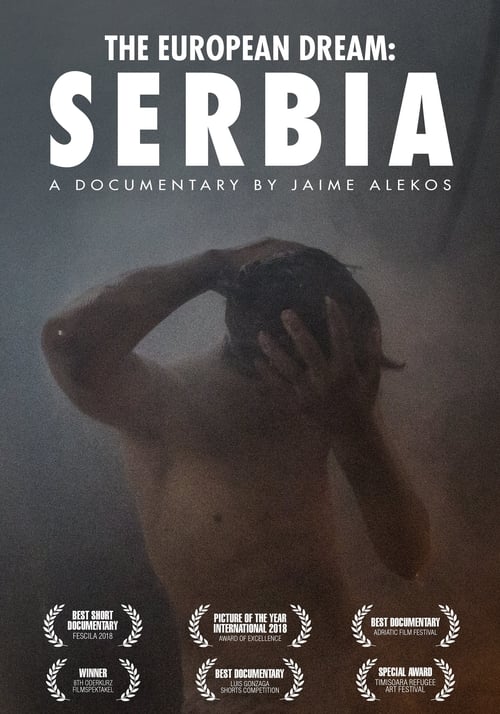 THE EUROPEAN DREAM:
SERBIA
A DOCUMENTARY BY JAIME ALEKOS
BEST SHORT
DOCUMENTARY
FESCILA 2018
PICTURE OF THE YEAR
INTERNATIONAL 2018
AWARD OF EXCELLENCE
BEST DOCUMENTARY
ADRIATIC FILM FESTIVAL
WINNER
8TH ODERKURZ
FILMSPEKTAKEL
BEST DOCUMENTARY
LUIS GONZAGA
SHORTS COMPETITION
SPECIAL AWARD
TIMISOARA REFUGEE
ART FESTIVAL